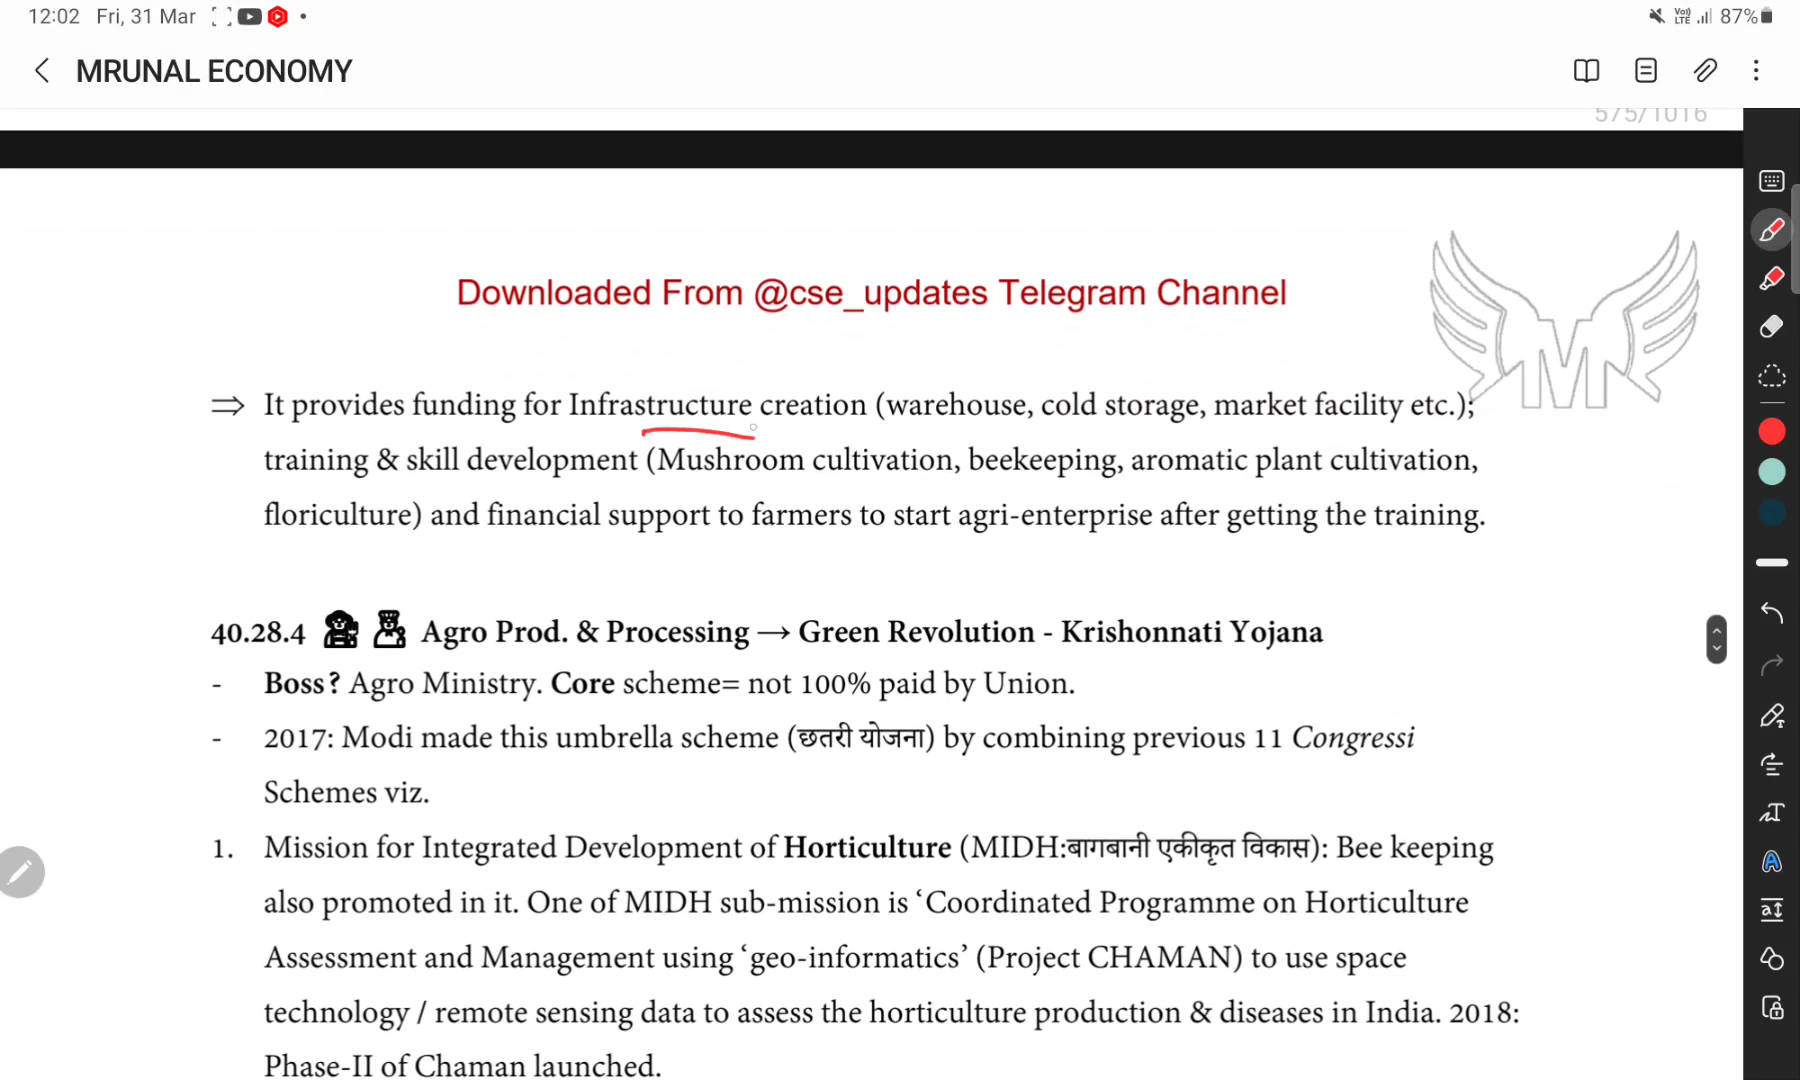 12:02 Fri, 31 Mar
Vo)) LTE 87%
MRUNAL ECONOMY
575/1016
Downloaded From @cse_updates Telegram Channel
⇒ It provides funding for Infrastructure creation (warehouse, cold storage, market facility etc.);
training & skill development (Mushroom cultivation, beekeeping, aromatic plant cultivation,
floriculture) and financial support to farmers to start agri-enterprise after getting the training.
40.28.4 Agro Prod. & Processing → Green Revolution - Krishonnati Yojana
- Boss? Agro Ministry. Core scheme= not 100% paid by Union.
- 2017: Modi made this umbrella scheme (छतरी योजना) by combining previous 11 Congressi
Schemes viz.
1. Mission for Integrated Development of Horticulture (MIDH:बागबानी एकीकृत विकास): Bee keeping
also promoted in it. One of MIDH sub-mission is ‘Coordinated Programme on Horticulture
Assessment and Management using ‘geo-informatics’ (Project CHAMAN) to use space
technology / remote sensing data to assess the horticulture production & diseases in India. 2018:
Phase-II of Chaman launched.